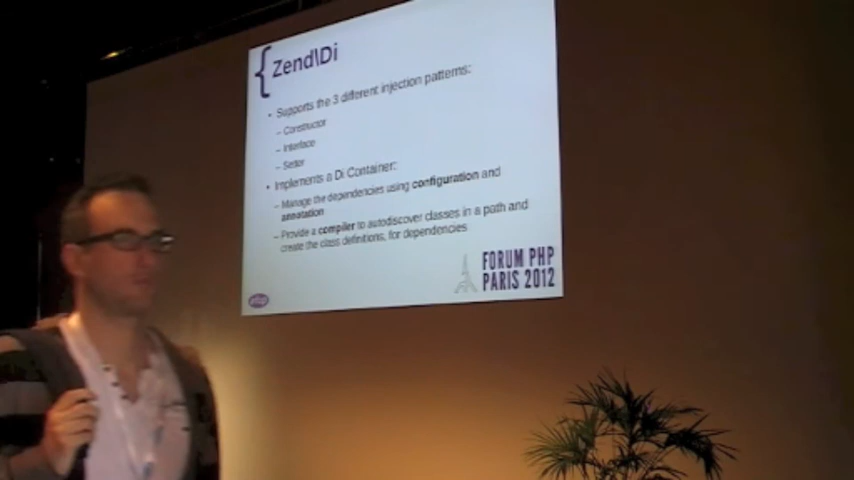 { Zend\Di
• Supports the 3 different injection patterns:
– Constructor
– Interface
– Setter
• Implements a Di Container:
– Manage the dependencies using configuration and
annotation
– Provide a compiler to autodiscover classes in a path and
create the class definitions, for dependencies
FORUM PHP
PARIS 2012